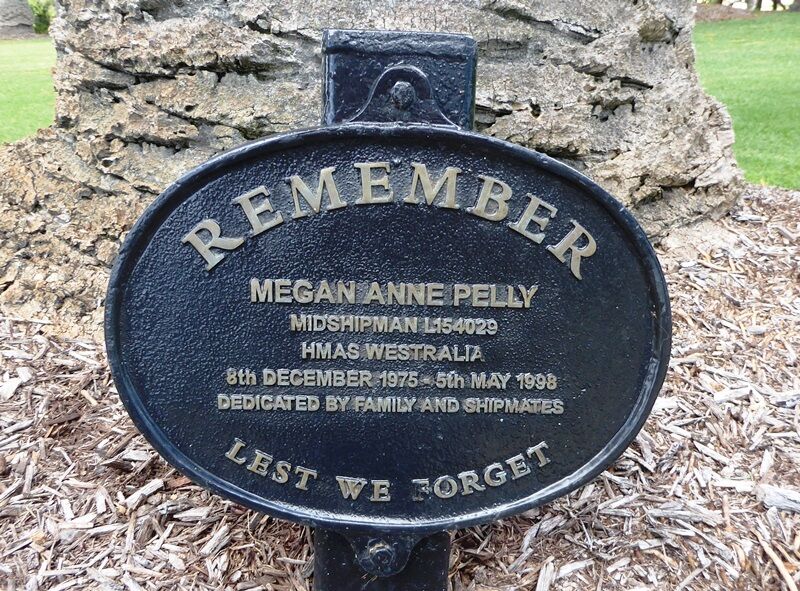 REMEMBER
MEGAN ANNE PELLY
MIDSHIPMAN L154029
HMAS WESTRALIA
8th DECEMBER 1975 - 5th MAY 1998
DEDICATED BY FAMILY AND SHIPMATES
LEST WE FORGET